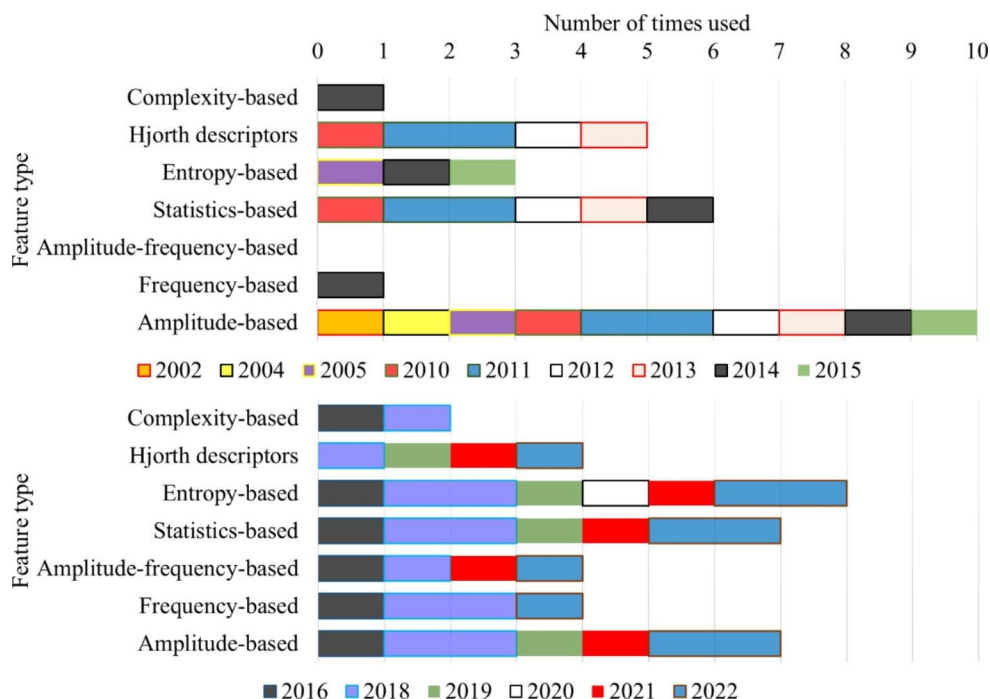 Number of times used
0 1 2 3 4 5 6 7 8 9 10
Feature type
Complexity-based
Hjorth descriptors
Entropy-based
Statistics-based
Amplitude-frequency-based
Frequency-based
Amplitude-based
2002 2004 2005 2010 2011 2012 2013 2014 2015
Feature type
Complexity-based
Hjorth descriptors
Entropy-based
Statistics-based
Amplitude-frequency-based
Frequency-based
Amplitude-based
2016 2018 2019 2020 2021 2022